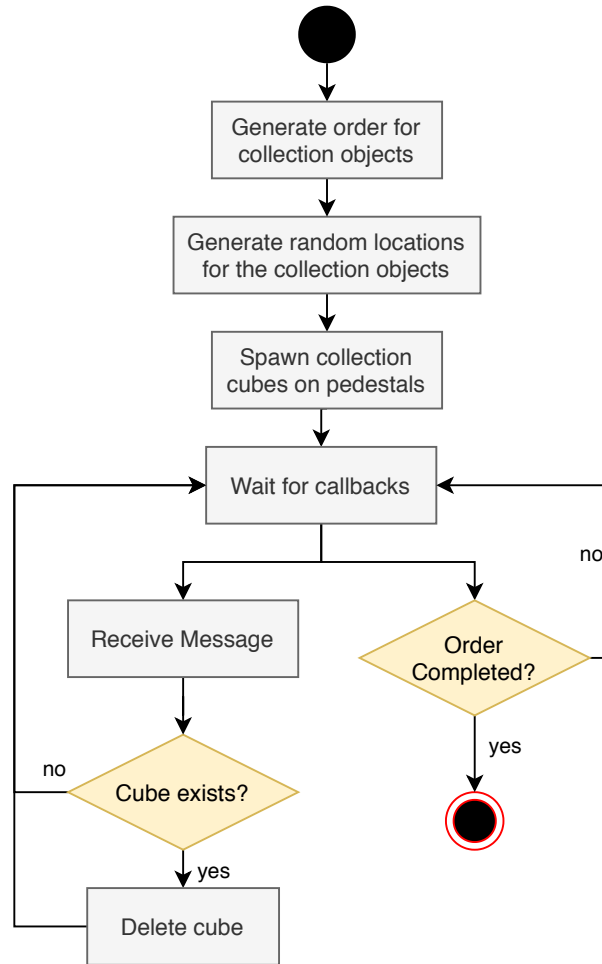 Generate order for
collection objects
Generate random locations
for the collection objects
Spawn collection
cubes on pedestals
Wait for callbacks
no
Receive Message
Order
Completed?
yes
no
Cube exists?
yes
Delete cube